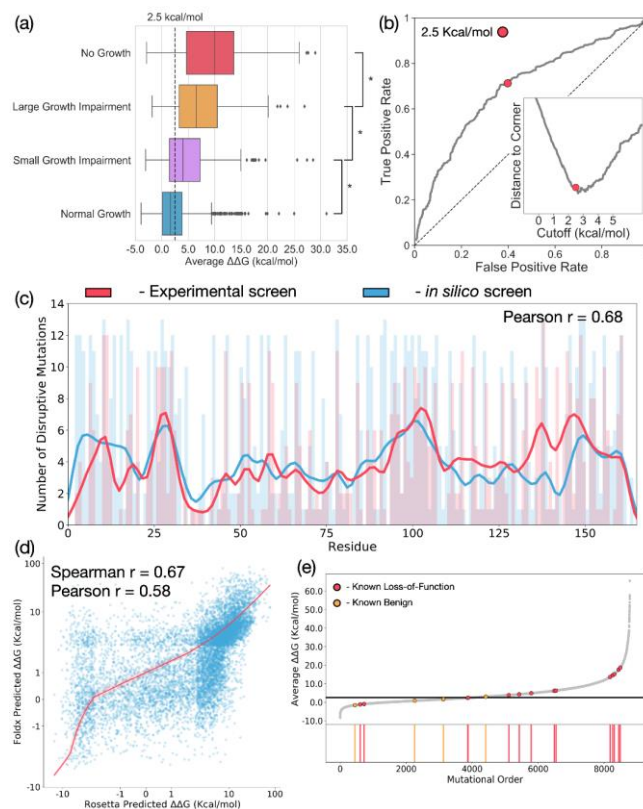 (a)
2.5 kcal/mol
No Growth
Large Growth Impairment
Small Growth Impairment
Normal Growth
*
*
*
-5.0 0.0 5.0 10.0 15.0 20.0 25.0 30.0 35.0
Average ΔΔG (kcal/mol)
(b)
2.5 Kcal/mol
True Positive Rate
1
0.8
0.6
0.4
0.2
0
0 0.2 0.4 0.6 0.8 1
False Positive Rate
Distance to Corner
0 1 2 3 4 5
Cutoff (kcal/mol)
(c)
- Experimental screen
- in silico screen
Pearson r = 0.68
Number of Disruptive Mutations
14
12
10
8
6
4
2
0
0 25 50 75 100 125 150
Residue
(d)
Spearman r = 0.67
Pearson r = 0.58
Foldx Predicted ΔΔG (Kcal/mol)
100
10
1
0
-1
-10
-10 -1 0 1 10 100
Rosetta Predicted ΔΔG (Kcal/mol)
(e)
- Known Loss-of-Function
- Known Benign
Average ΔΔG (Kcal/mol)
60.0
50.0
40.0
30.0
20.0
10.0
0.0
-10.0
0 2000 4000 6000 8000
Mutational Order